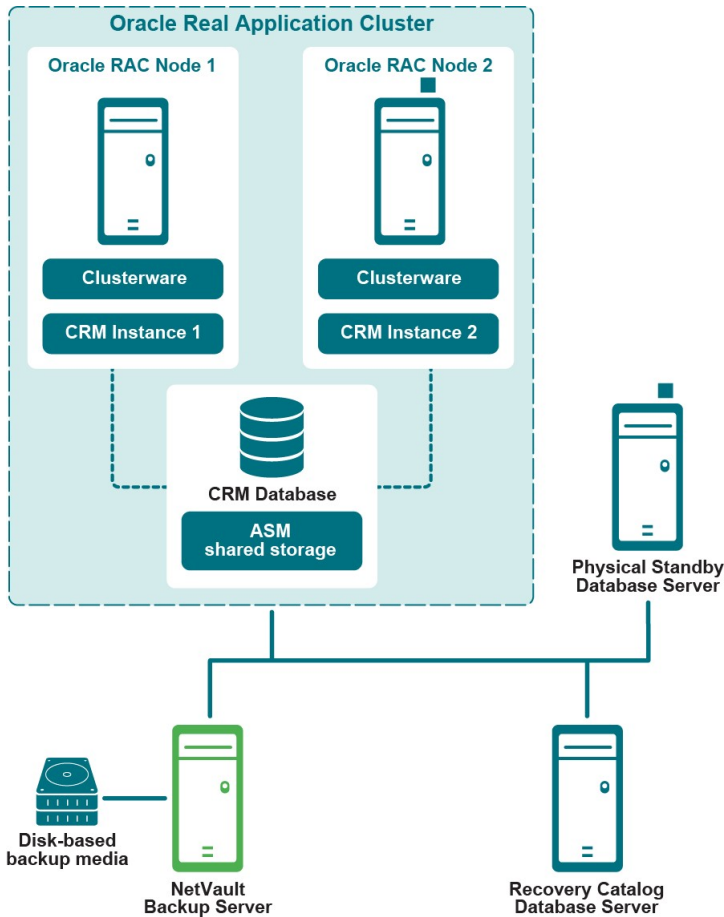 Oracle Real Application Cluster
Oracle RAC Node 1
Oracle RAC Node 2
Clusterware
Clusterware
CRM Instance 1
CRM Instance 2
CRM Database
ASM
shared storage
Physical Standby
Database Server
Disk-based
backup media
NetVault
Backup Server
Recovery Catalog
Database Server